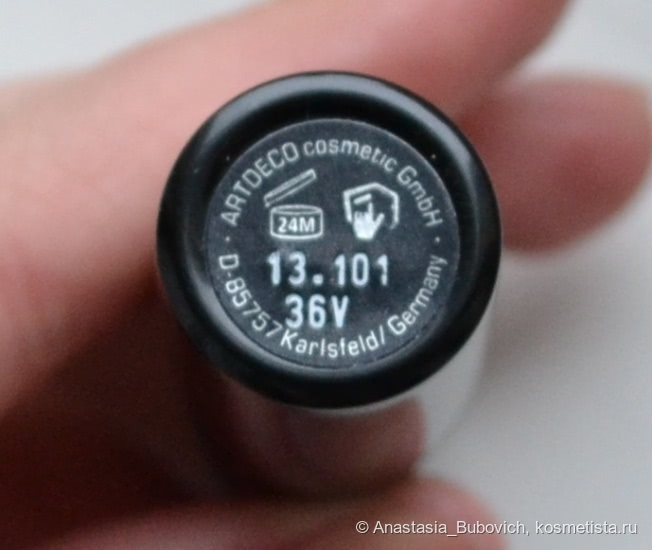 · ARTDECO cosmetic GmbH ·
24M
13.101
36V
D-85757 Karlsfeld/Germany
© Anastasia_Bubovich, kosmetista.ru